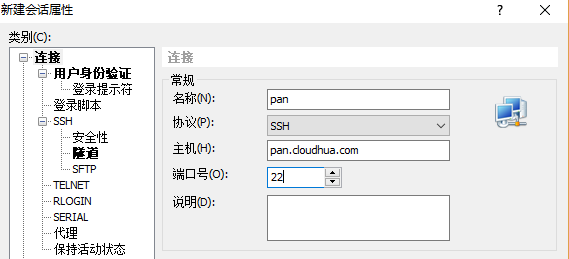 新建会话属性
?
类别(C):
连接
用户身份验证
登录提示符
登录脚本
SSH
安全性
隧道
SFTP
TELNET
RLOGIN
SERIAL
代理
保持活动状态
连接
常规
名称(N): pan
协议(P): SSH
主机(H): pan.cloudhua.com
端口号(O): 22
说明(D):